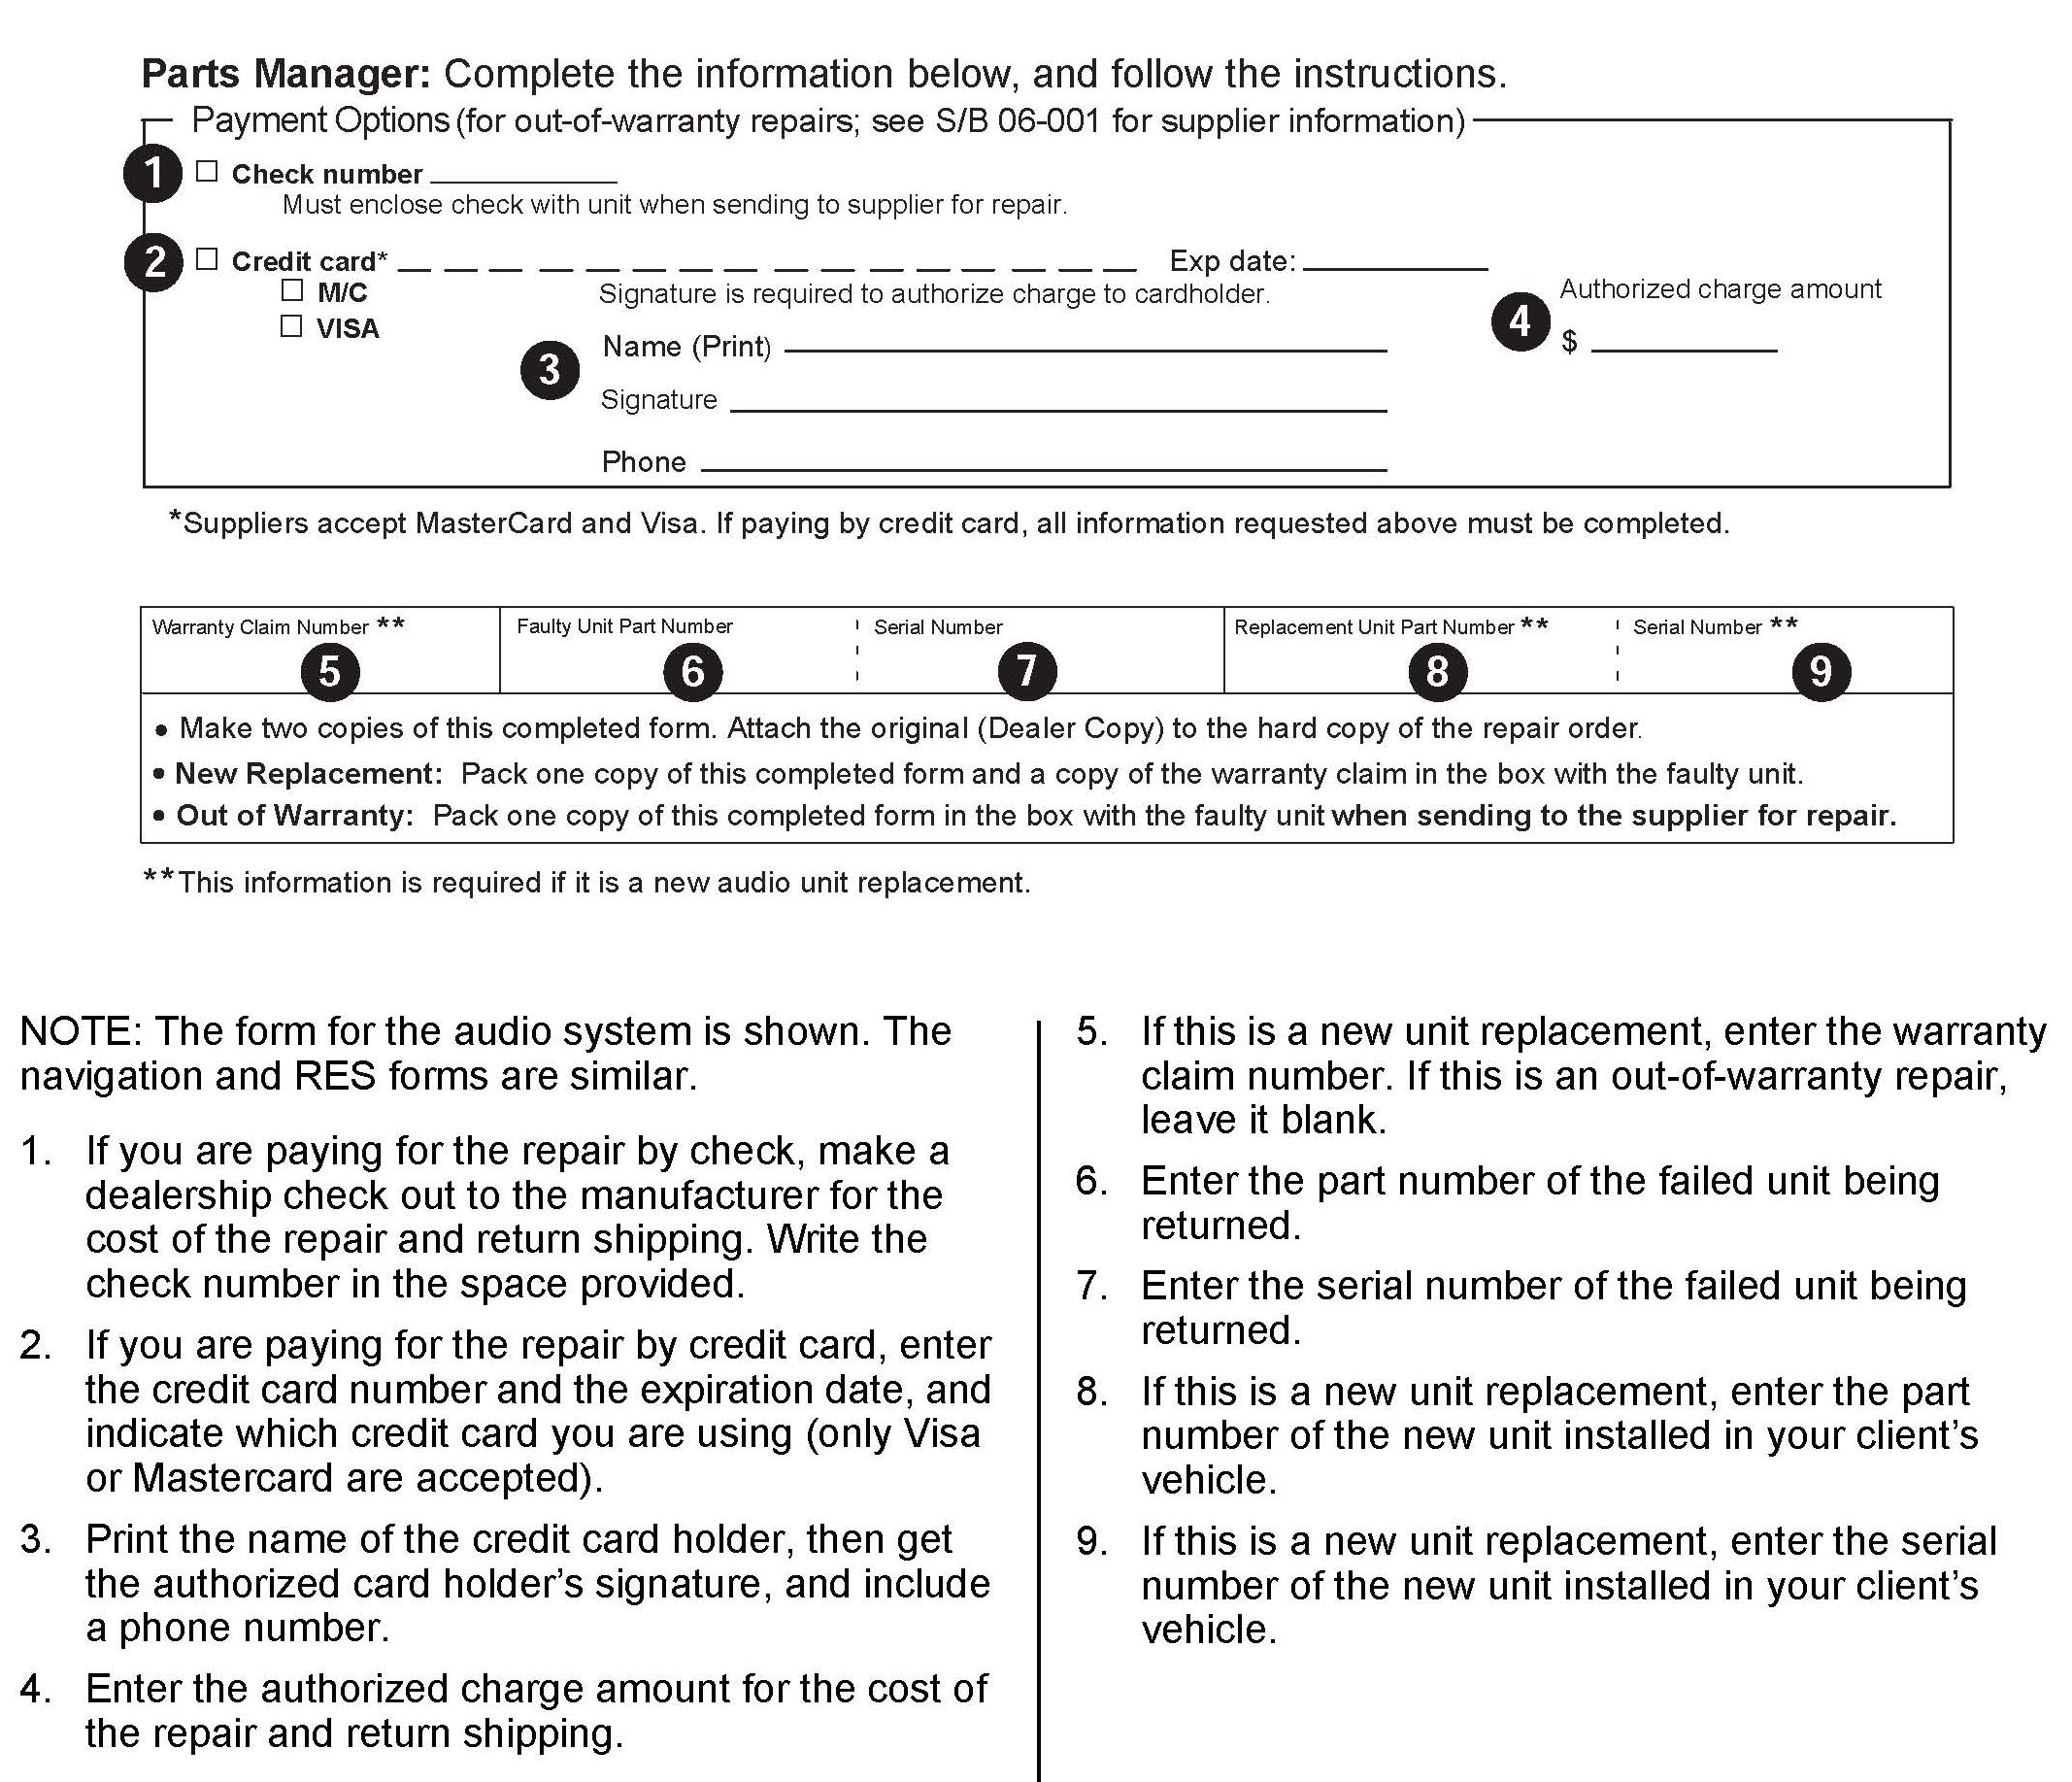 Parts Manager: Complete the information below, and follow the instructions.
Payment Options (for out-of-warranty repairs; see S/B 06-001 for supplier information)
1 ☐ Check number ____________
Must enclose check with unit when sending to supplier for repair.
2 ☐ Credit card* _ _ _ _ _ _ _ _ _ _ _ _ _ _ _ _ Exp date: ____________
☐ M/C Signature is required to authorize charge to cardholder. Authorized charge amount
☐ VISA
3 Name (Print) ____________ 4 $ ____________
Signature ____________
Phone ____________
*Suppliers accept MasterCard and Visa. If paying by credit card, all information requested above must be completed.
Warranty Claim Number ** Faulty Unit Part Number Serial Number Replacement Unit Part Number ** Serial Number **
5 6 7 8 9
• Make two copies of this completed form. Attach the original (Dealer Copy) to the hard copy of the repair order.
• New Replacement: Pack one copy of this completed form and a copy of the warranty claim in the box with the faulty unit.
• Out of Warranty: Pack one copy of this completed form in the box with the faulty unit when sending to the supplier for repair.
**This information is required if it is a new audio unit replacement.
NOTE: The form for the audio system is shown. The
navigation and RES forms are similar.
1. If you are paying for the repair by check, make a
dealership check out to the manufacturer for the
cost of the repair and return shipping. Write the
check number in the space provided.
2. If you are paying for the repair by credit card, enter
the credit card number and the expiration date, and
indicate which credit card you are using (only Visa
or Mastercard are accepted).
3. Print the name of the credit card holder, then get
the authorized card holder's signature, and include
a phone number.
4. Enter the authorized charge amount for the cost of
the repair and return shipping.
5. If this is a new unit replacement, enter the warranty
claim number. If this is an out-of-warranty repair,
leave it blank.
6. Enter the part number of the failed unit being
returned.
7. Enter the serial number of the failed unit being
returned.
8. If this is a new unit replacement, enter the part
number of the new unit installed in your client's
vehicle.
9. If this is a new unit replacement, enter the serial
number of the new unit installed in your client's
vehicle.